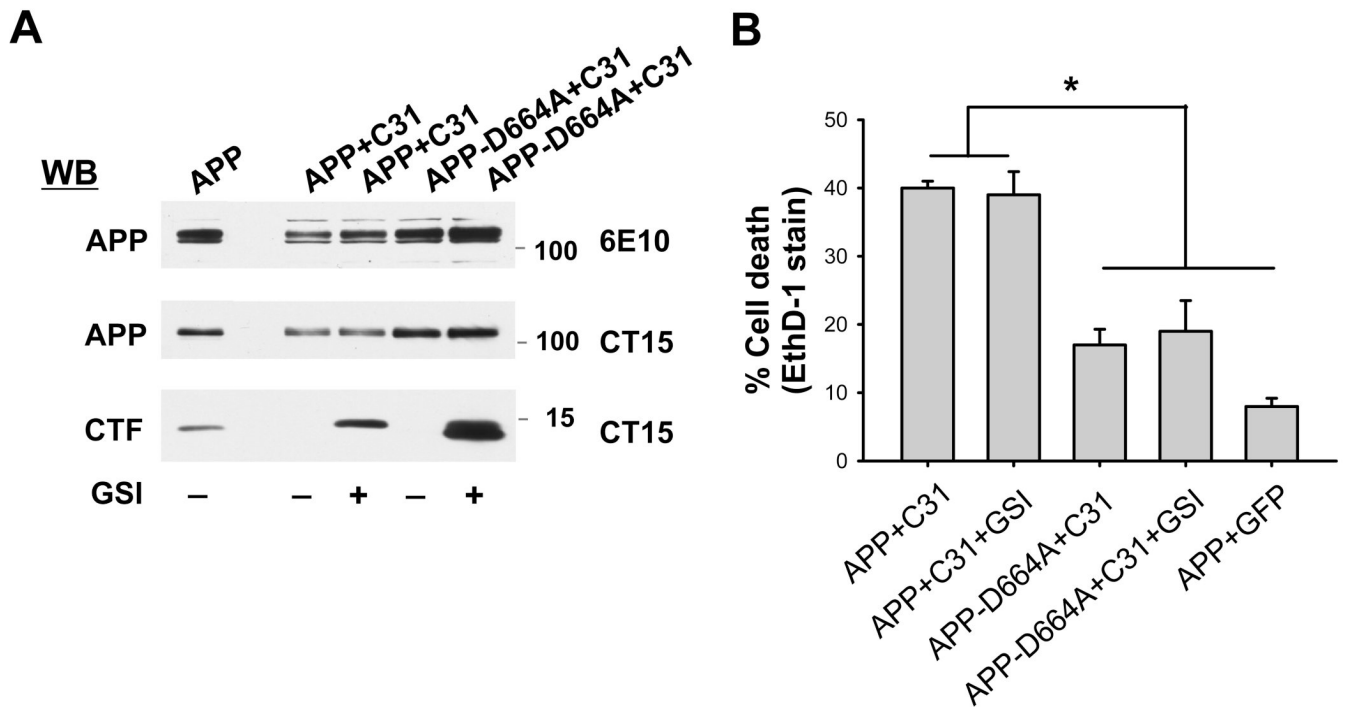 A
WB
APP
APP+C31
APP+C31
APP-D664A+C31
APP-D664A+C31
APP
100
6E10
APP
100
CT15
CTF
15
CT15
GSI – – + – +
B
*
% Cell death
(EthD-1 stain)
50
40
30
20
10
0
APP+C31
APP+C31+GSI
APP-D664A+C31
APP-D664A+C31+GSI
APP+GFP